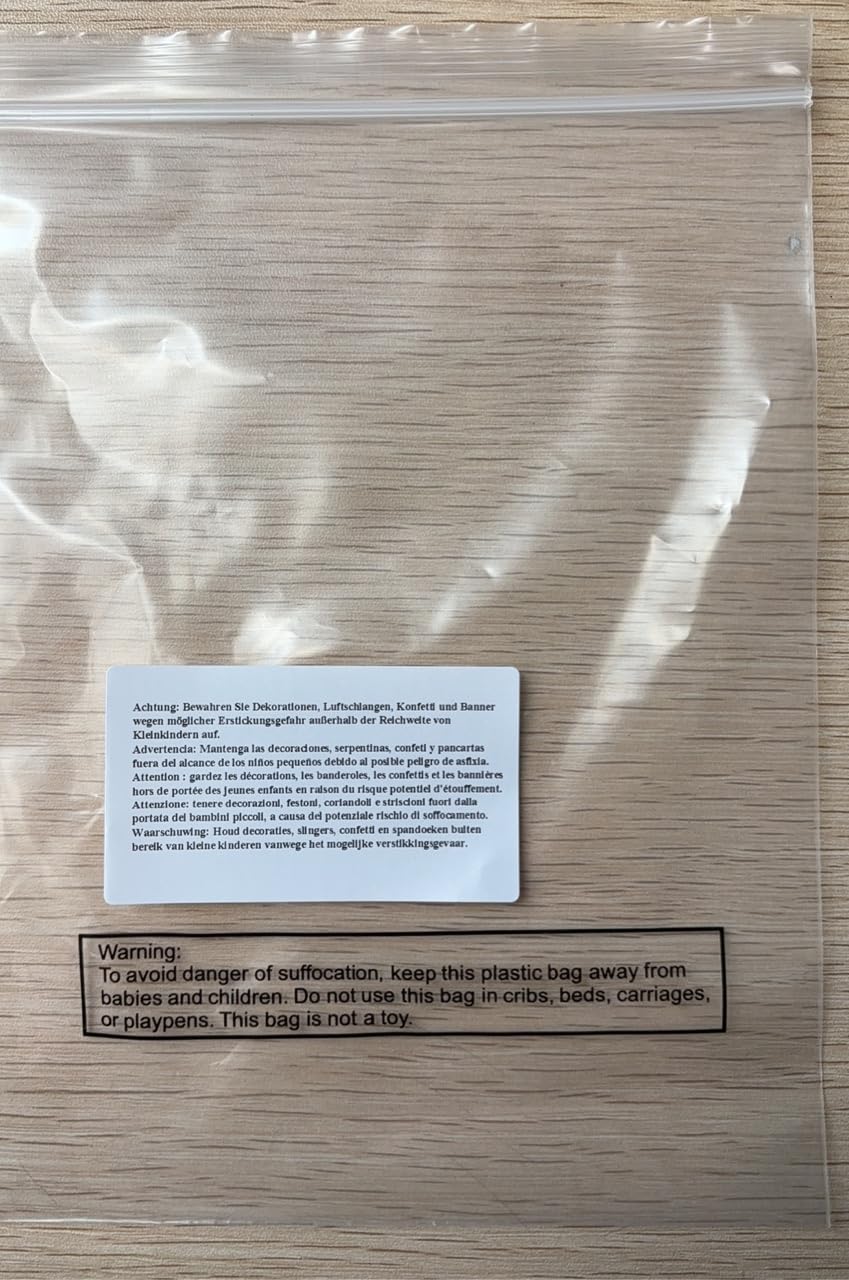 Achtung: Bewahren Sie Dekorationen, Luftschlangen, Konfetti und Banner
wegen möglicher Erstickungsgefahr außerhalb der Reichweite von
Kleinkindern auf.
Advertencia: Mantenga las decoraciones, serpentinas, confeti y pancartas
fuera del alcance de los niños pequeños debido al posible peligro de asfixia.
Attention : gardez les décorations, les banderoles, les confettis et les bannières
hors de portée des jeunes enfants en raison du risque potentiel d'étouffement.
Attenzione: tenere decorazioni, festoni, coriandoli e striscioni fuori dalla
portata dei bambini piccoli, a causa del potenziale rischio di soffocamento.
Waarschuwing: Houd decoraties, slingers, confetti en spandoeken buiten
bereik van kleine kinderen vanwege het mogelijke verstikkingsgevaar.
Warning:
To avoid danger of suffocation, keep this plastic bag away from
babies and children. Do not use this bag in cribs, beds, carriages,
or playpens. This bag is not a toy.